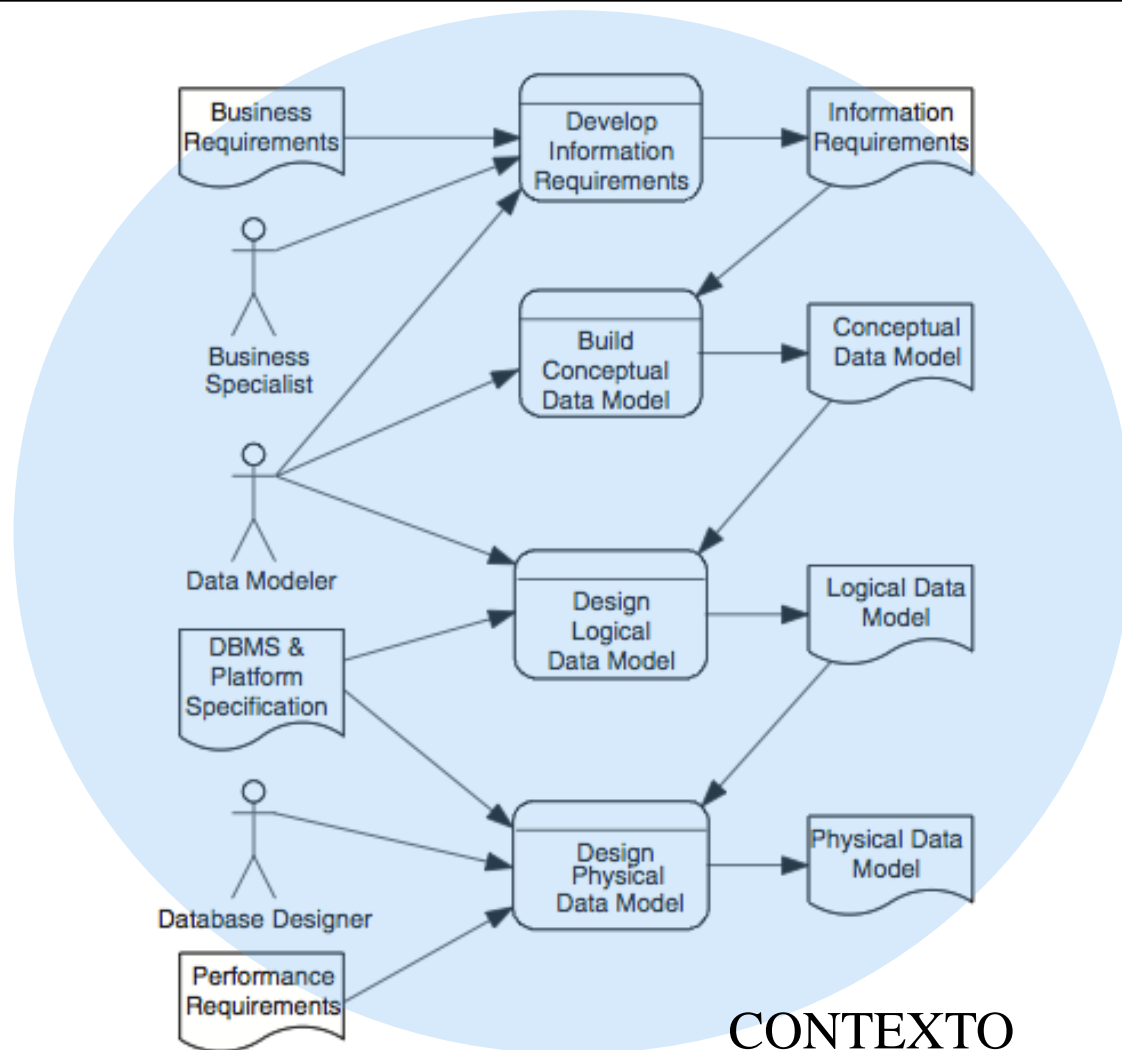 Business
Requirements
Develop
Information
Requirements
Information
Requirements
Business
Specialist
Build
Conceptual
Data Model
Conceptual
Data Model
Data Modeler
DBMS &
Platform
Specification
Design
Logical
Data Model
Logical Data
Model
Database Designer
Design
Physical
Data Model
Physical Data
Model
Performance
Requirements
CONTEXTO